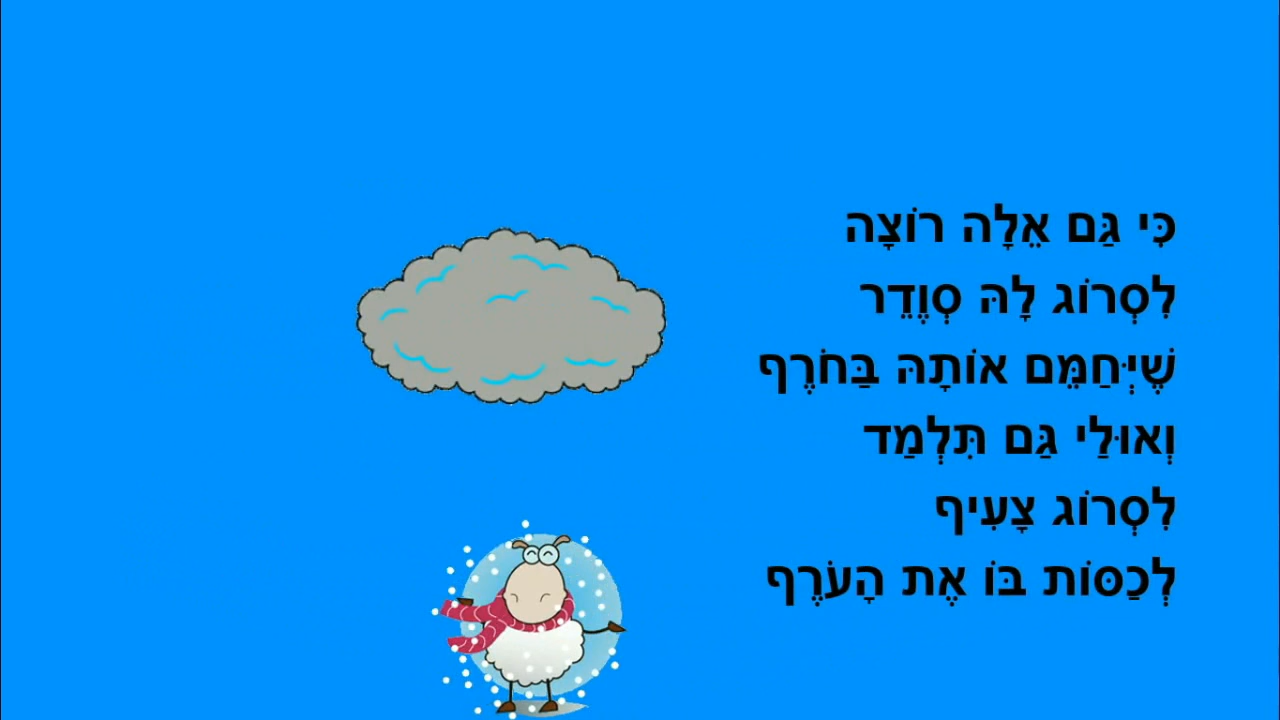 כִּי גַּם אֵלָה רוֹצָה
לִסְרוֹג לָהּ סְוֶדֵר
שֶׁיְּחַמֵּם אוֹתָהּ בַּחֹרֶף
וְאוּלַי גַּם תִּלְמַד
לִסְרוֹג צָעִיף
לְכַסּוֹת בּוֹ אֶת הָעֹרֶף